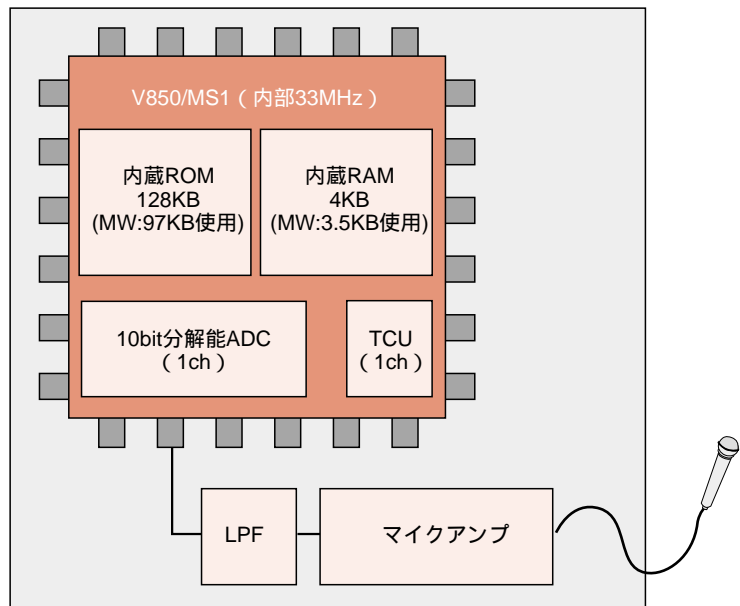 V850/MS1（内部33MHz）
内蔵ROM
128KB
(MW:97KB使用)
内蔵RAM
4KB
(MW:3.5KB使用)
10bit分解能ADC
（1ch）
TCU
（1ch）
LPF
マイクアンプ